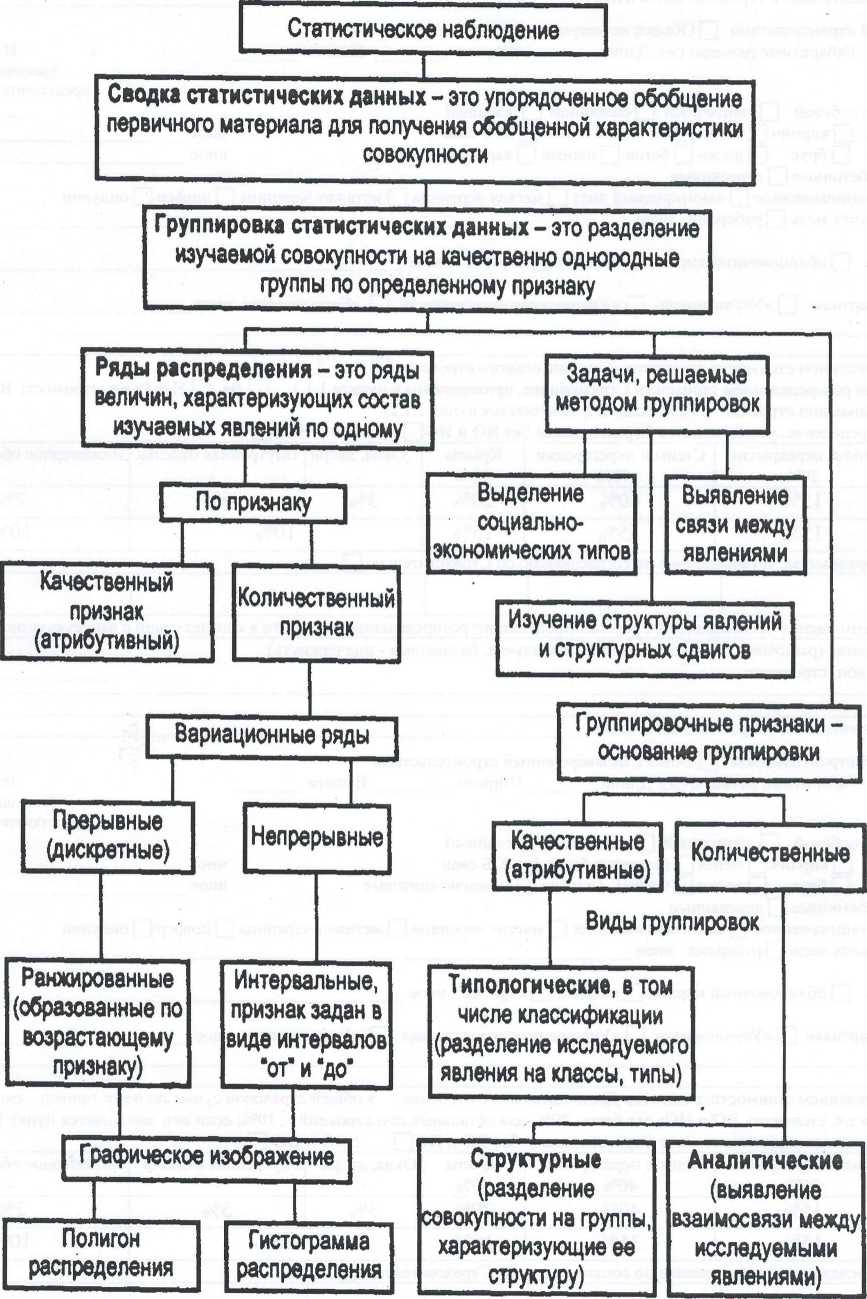 Статистическое наблюдение
Сводка статистических данных – это упорядоченное обобщение
первичного материала для получения обобщенной характеристики
совокупности
Группировка статистических данных – это разделение
изучаемой совокупности на качественно однородные
группы по определенному признаку
Ряды распределения – это ряды
величин, характеризующих состав
изучаемых явлений по одному
Задачи, решаемые
методом группировок
По признаку
Выделение
социально-
экономических типов
Выявление
связи между
явлениями
Качественный
признак
(атрибутивный)
Количественный
признак
Изучение структуры явлений
и структурных сдвигов
Вариационные ряды
Группировочные признаки –
основание группировки
Прерывные
(дискретные)
Непрерывные
Качественные
(атрибутивные)
Количественные
Виды группировок
Ранжированные
(образованные по
возрастающему
признаку)
Интервальные,
признак задан в
виде интервалов
"от" и "до"
Типологические, в том
числе классификации
(разделение исследуемого
явления на классы, типы)
Графическое изображение
Структурные
(разделение
совокупности на группы,
характеризующие ее
структуру)
Аналитические
(выявление
взаимосвязи между
исследуемыми
явлениями)
Полигон
распределения
Гистограмма
распределения